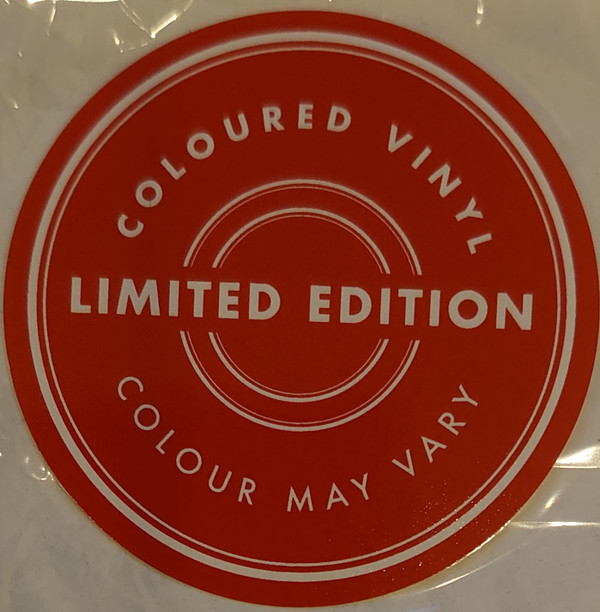 COLOURED VINYL
LIMITED EDITION
COLOUR MAY VARY